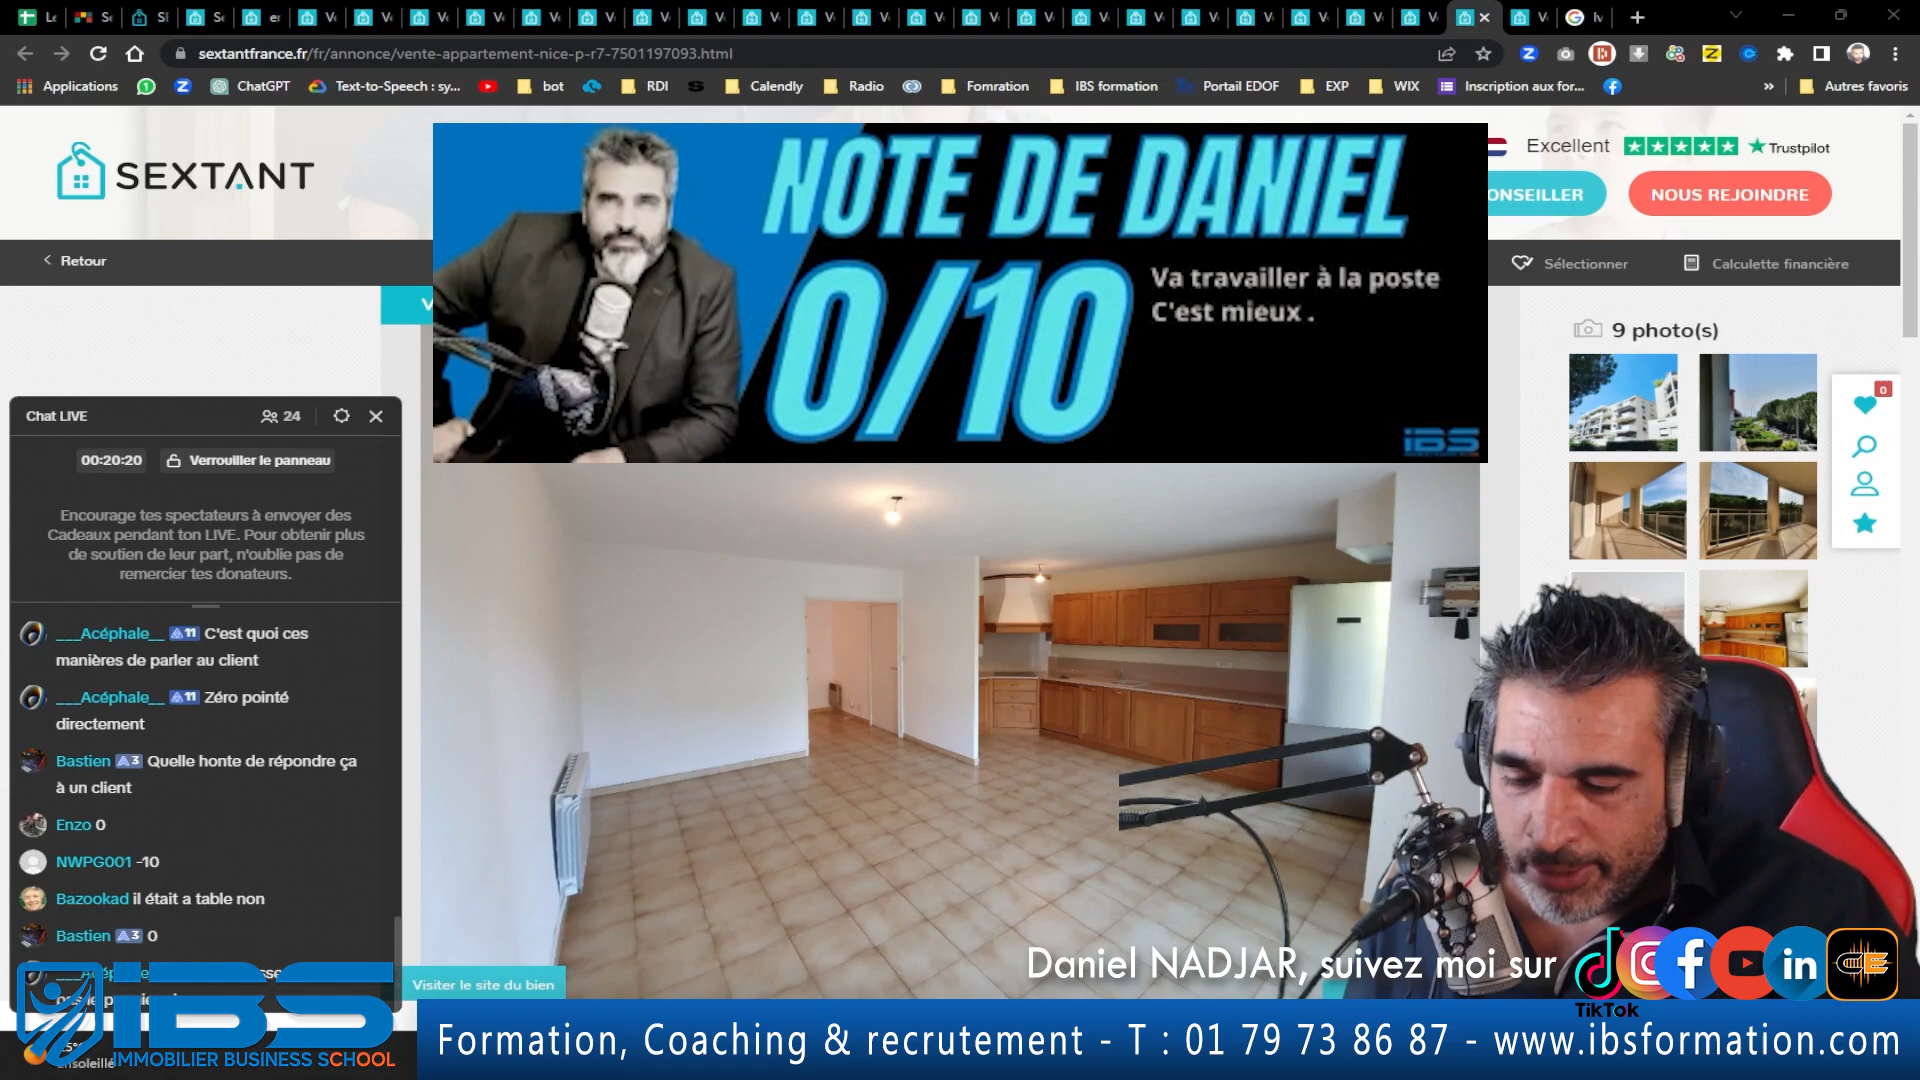 sextantfrance.fr/fr/annonce/vente-appartement-nice-p-r7-7501197093.html
Applications
ChatGPT
Text-to-Speech : sy...
bot
RDI
Calendly
Radio
Fomration
IBS formation
Portail EDOF
EXP
WIX
Inscription aux for...
»
Autres favoris
SEXTANT
NOTE DE DANIEL
0/10
Va travailler à la poste
C'est mieux .
iBS
Excellent
Trustpilot
ONSEILLER
NOUS REJOINDRE
Retour
Sélectionner
Calculette financière
9 photo(s)
0
Chat LIVE
24
00:20:20
Verrouiller le panneau
Encourage tes spectateurs à envoyer des
Cadeaux pendant ton LIVE. Pour obtenir plus
de soutien de leur part, n'oublie pas de
remercier tes donateurs.
___Acéphale__ 11 C'est quoi ces
manières de parler au client
___Acéphale__ 11 Zéro pointé
directement
Bastien 3 Quelle honte de répondre ça
à un client
Enzo 0
NWPG001 -10
Bazookad il était a table non
Bastien 3 0
iBS
IMMOBILIER BUSINESS SCHOOL
Visiter le site du bien
Daniel NADJAR, suivez moi sur
TikTok
in
Formation, Coaching & recrutement - T : 01 79 73 86 87 - www.ibsformation.com